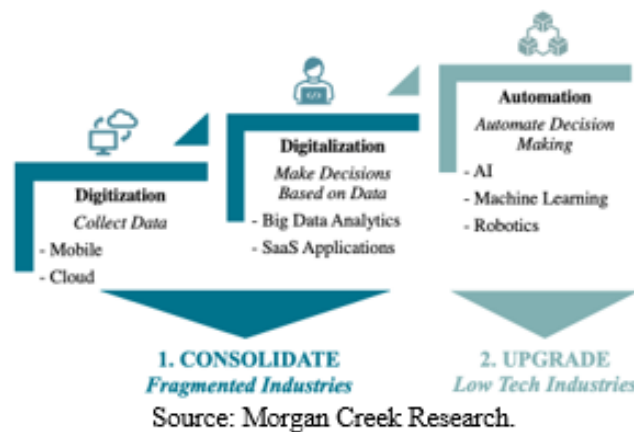 Digitization
Collect Data
- Mobile
- Cloud
Digitalization
Make Decisions
Based on Data
- Big Data Analytics
- SaaS Applications
Automation
Automate Decision
Making
- AI
- Machine Learning
- Robotics
1. CONSOLIDATE
Fragmented Industries
2. UPGRADE
Low Tech Industries
Source: Morgan Creek Research.